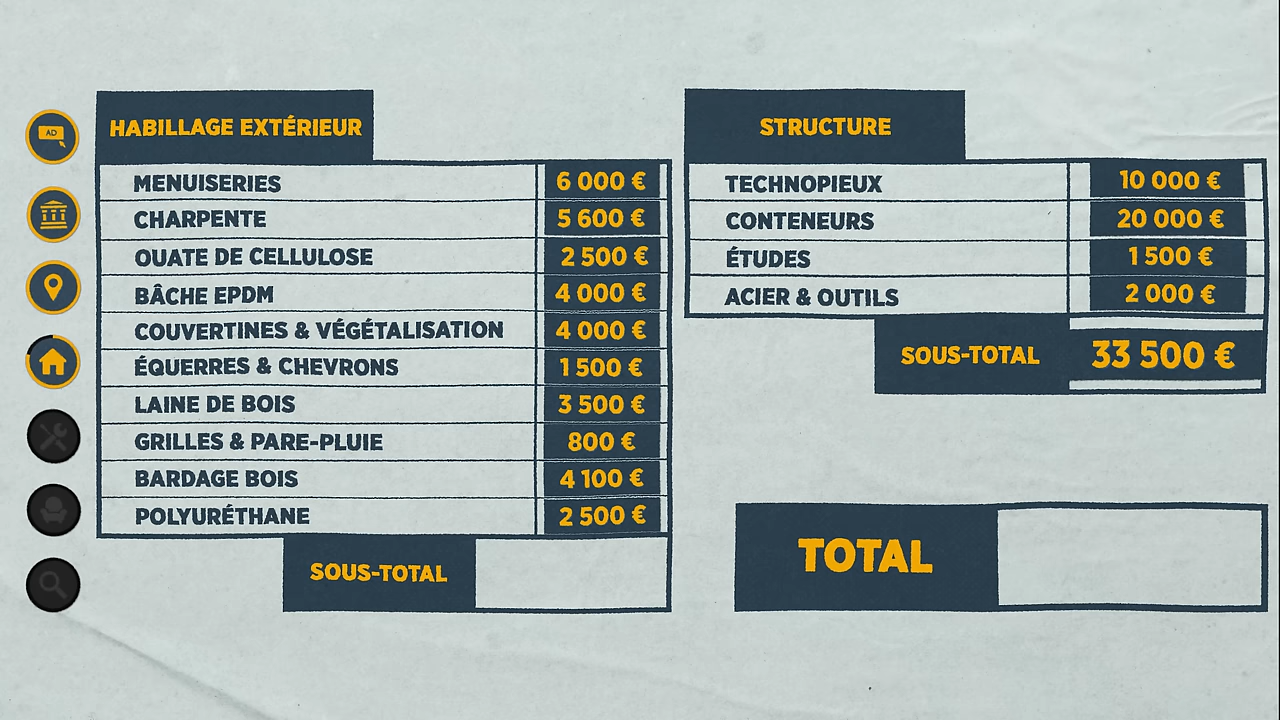 AD
HABILLAGE EXTÉRIEUR
MENUISERIES 6 000 €
CHARPENTE 5 600 €
OUATE DE CELLULOSE 2 500 €
BÂCHE EPDM 4 000 €
COUVERTINES & VÉGÉTALISATION 4 000 €
ÉQUERRES & CHEVRONS 1 500 €
LAINE DE BOIS 3 500 €
GRILLES & PARE-PLUIE 800 €
BARDAGE BOIS 4 100 €
POLYURÉTHANE 2 500 €
SOUS-TOTAL
STRUCTURE
TECHNOPIEUX 10 000 €
CONTENEURS 20 000 €
ÉTUDES 1 500 €
ACIER & OUTILS 2 000 €
SOUS-TOTAL 33 500 €
TOTAL